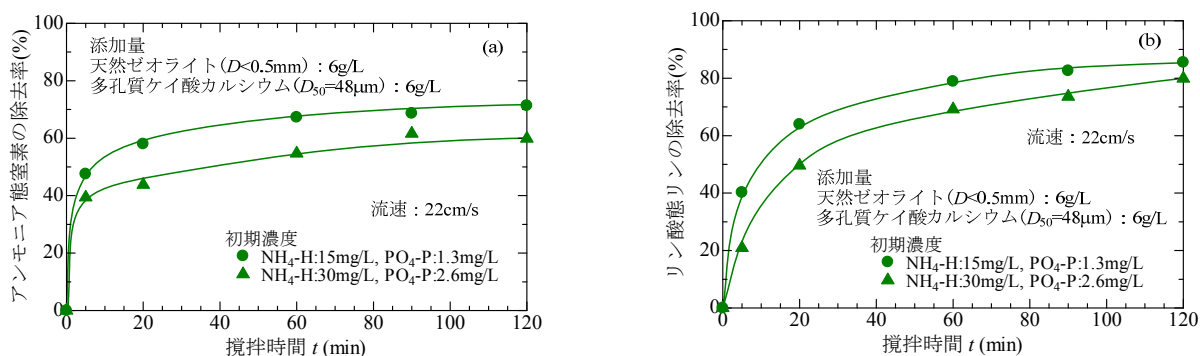 アンモニア態窒素の除去率(%)
100
80
60
40
20
0
(a)
添加量
天然ゼオライト(D<0.5mm)：6g/L
多孔質ケイ酸カルシウム(D50=48μm)：6g/L
流速：22cm/s
初期濃度
NH4-H:15mg/L, PO4-P:1.3mg/L
NH4-H:30mg/L, PO4-P:2.6mg/L
0 20 40 60 80 100 120
攪拌時間 t (min)
リン酸態リンの除去率(%)
100
80
60
40
20
0
(b)
流速：22cm/s
添加量
天然ゼオライト(D<0.5mm)：6g/L
多孔質ケイ酸カルシウム(D50=48μm)：6g/L
初期濃度
NH4-H:15mg/L, PO4-P:1.3mg/L
NH4-H:30mg/L, PO4-P:2.6mg/L
0 20 40 60 80 100 120
攪拌時間 t (min)